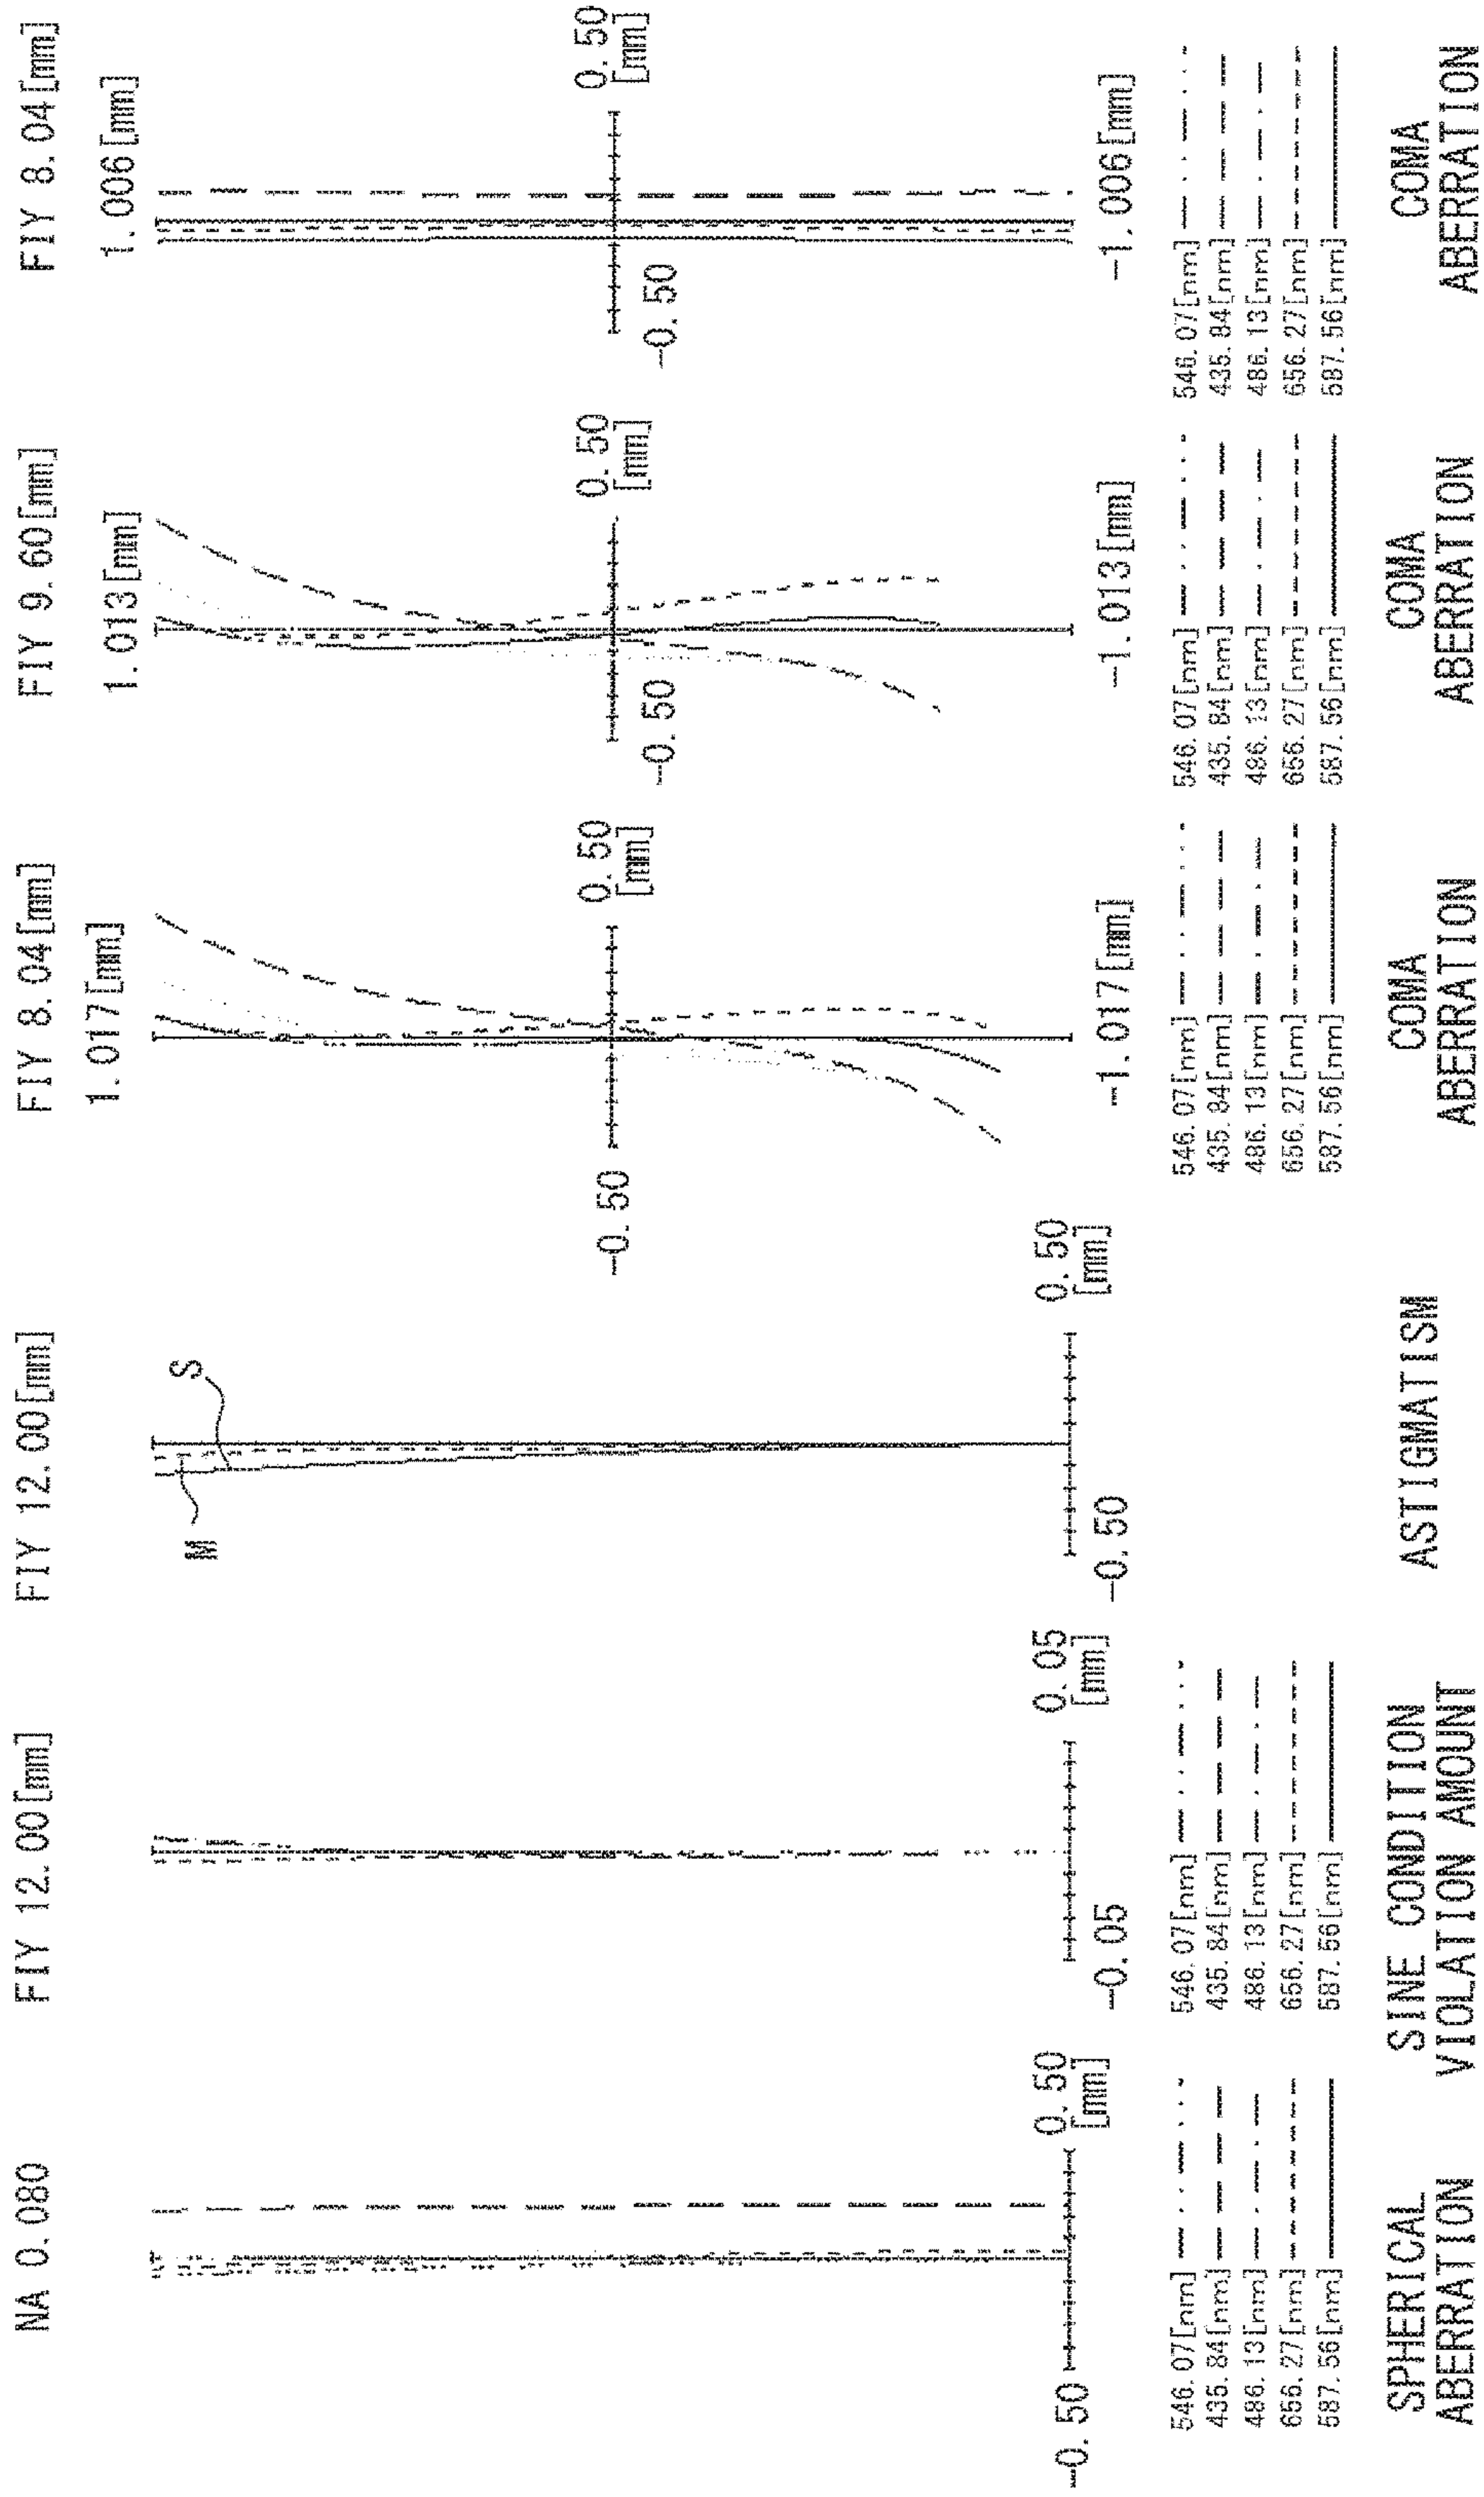 NA 0.080
0.50
[mm]
-0.50
546.07[nm]
435.84[nm]
486.13[nm]
656.27[nm]
587.56[nm]
SPHERICAL
ABERRATION
FIY 12.00[mm]
0.05
[mm]
-0.05
546.07[nm]
435.84[nm]
486.13[nm]
656.27[nm]
587.56[nm]
SINE CONDITION
VIOLATION AMOUNT
FIY 12.00[mm]
M
S
0.50
[mm]
-0.50
ASTIGMATISM
FIY 8.04[mm]
1.017[mm]
0.50
[mm]
-0.50
-1.017[mm]
546.07[nm]
435.84[nm]
486.13[nm]
656.27[nm]
587.56[nm]
COMA
ABERRATION
FIY 9.60[mm]
1.013[mm]
0.50
[mm]
-0.50
-1.013[mm]
546.07[nm]
435.84[nm]
486.13[nm]
656.27[nm]
587.56[nm]
COMA
ABERRATION
FIY 8.04[mm]
1.006[mm]
0.50
[mm]
-0.50
-1.006[mm]
546.07[nm]
435.84[nm]
486.13[nm]
656.27[nm]
587.56[nm]
COMA
ABERRATION